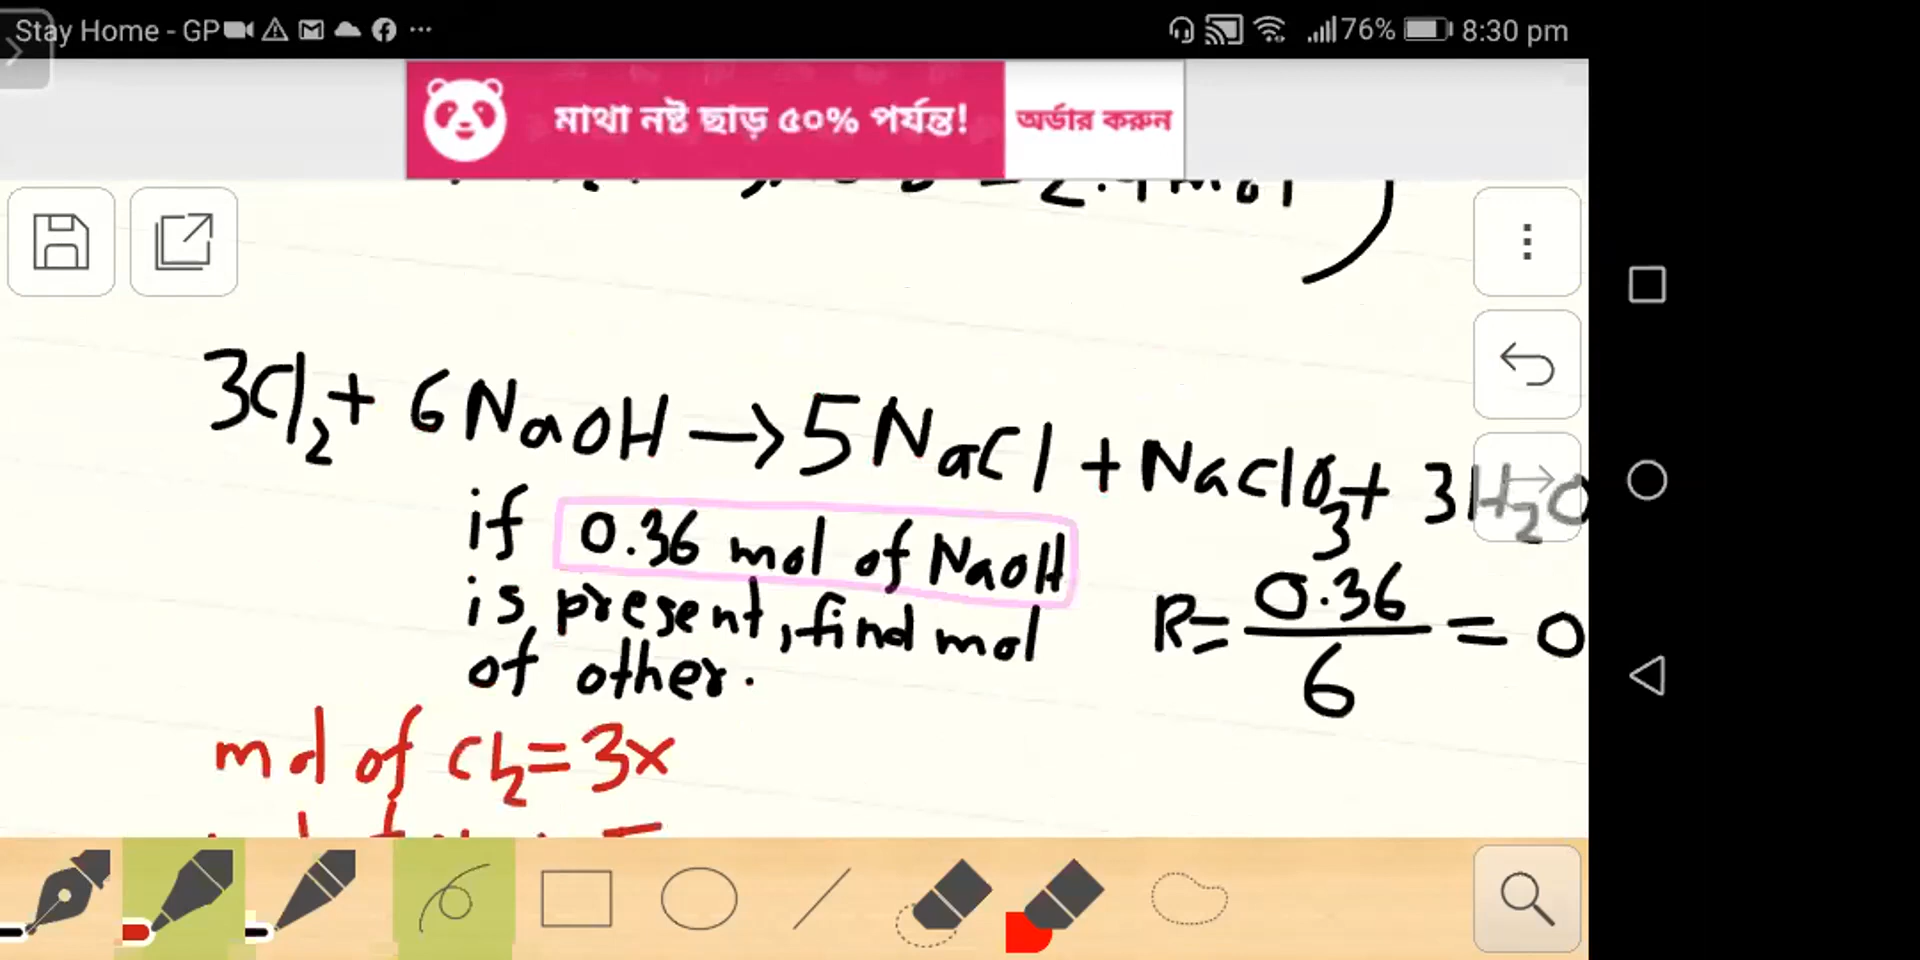 Stay Home - GP
76% 8:30 pm
মাথা নষ্ট ছাড় ৫০% পর্যন্ত!
অর্ডার করুন
3Cl2 + 6NaOH → 5NaCl + NaClO3 + 3H2O
if 0.36 mol of NaOH
is present, find mol
of other.
R = 0.36/6 = 0
mol of Cl2 = 3x